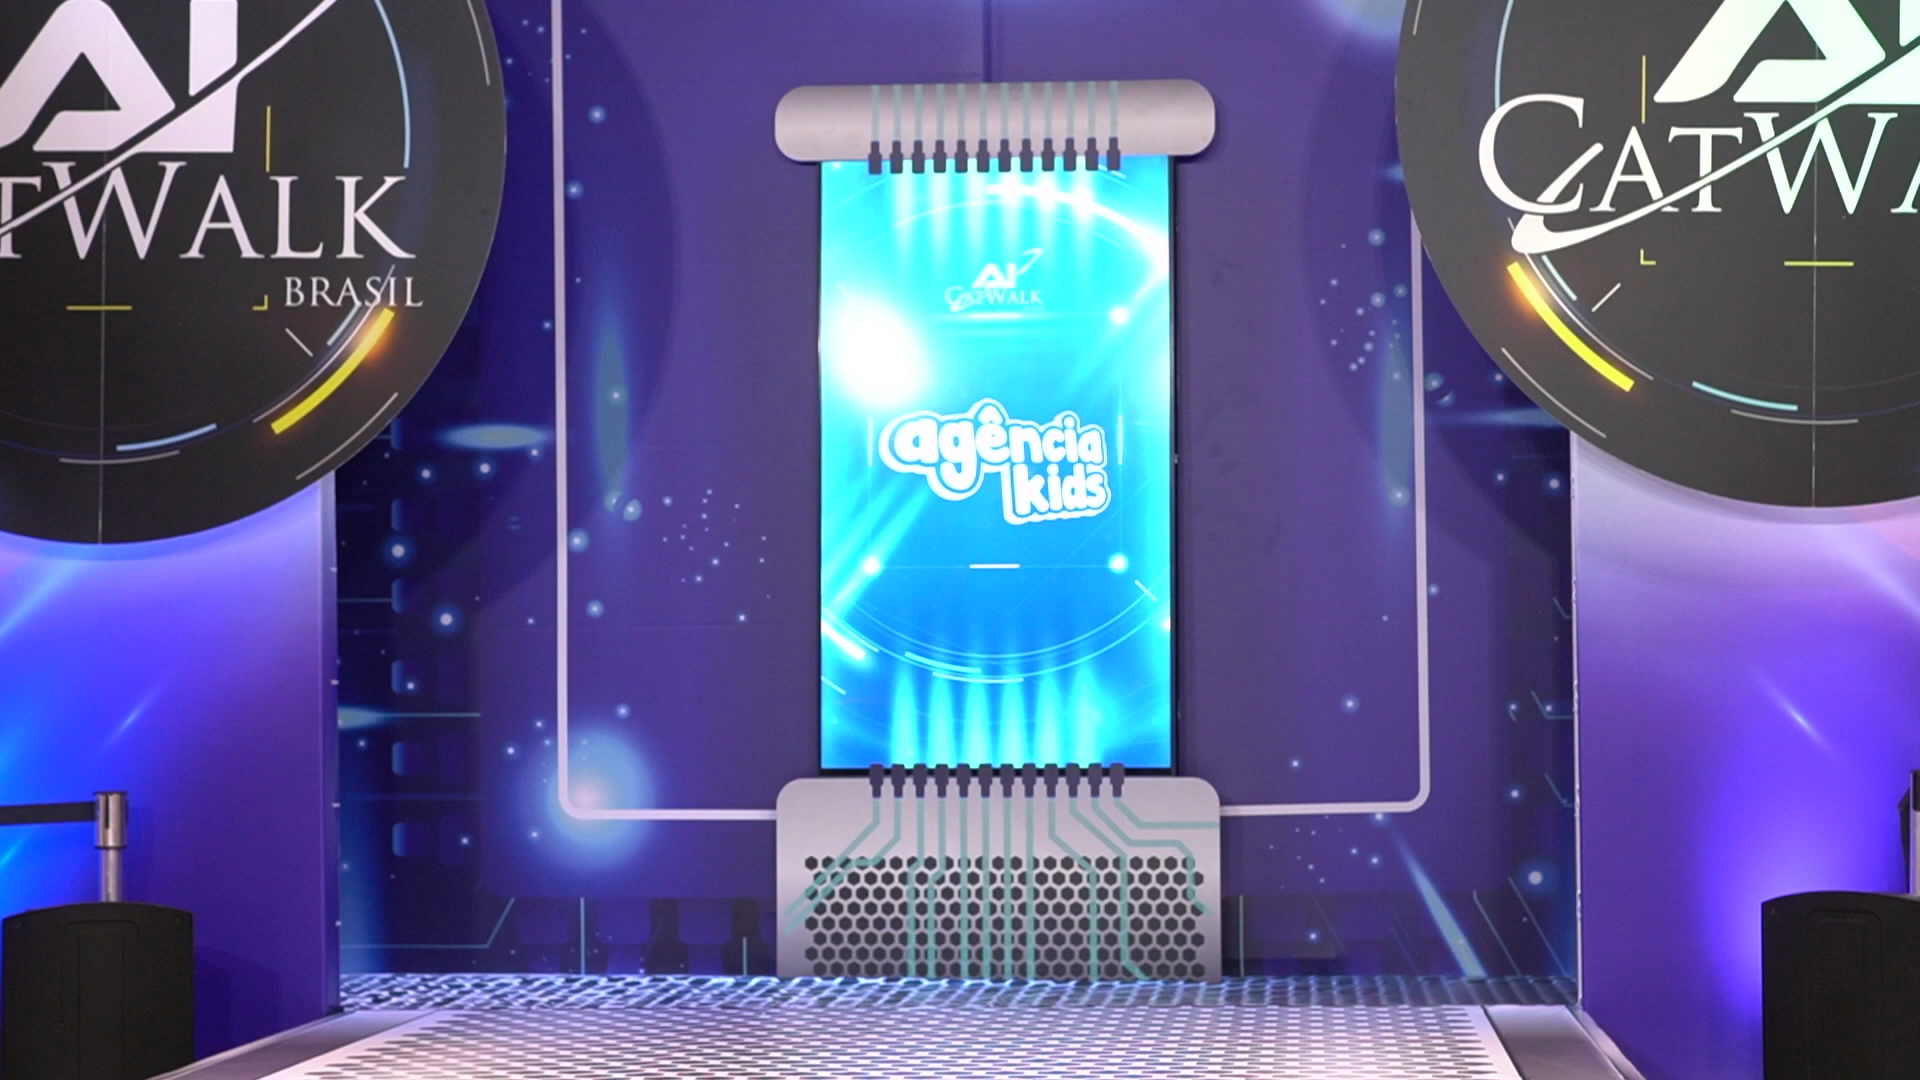 AI
TWALK
BRASIL
AI
CATWALK
agência
kids
AI
CATWA